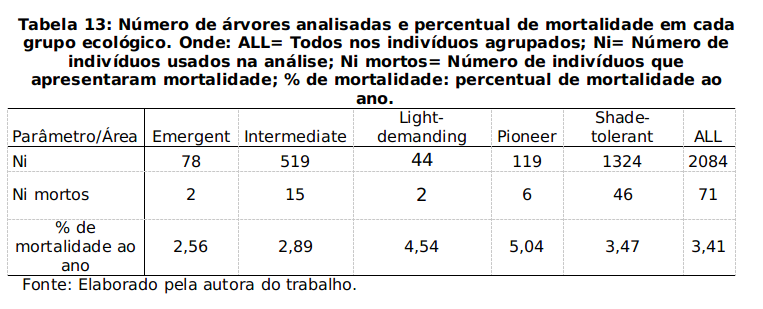 Tabela 13: Número de árvores analisadas e percentual de mortalidade em cada
grupo ecológico. Onde: ALL= Todos nos indivíduos agrupados; Ni= Número de
indivíduos usados na análise; Ni mortos= Número de indivíduos que
apresentaram mortalidade; % de mortalidade: percentual de mortalidade ao
ano.
Parâmetro/Área Emergent Intermediate Light-demanding Pioneer Shade-tolerant ALL
Ni 78 519 44 119 1324 2084
Ni mortos 2 15 2 6 46 71
% de mortalidade ao ano 2,56 2,89 4,54 5,04 3,47 3,41
Fonte: Elaborado pela autora do trabalho.